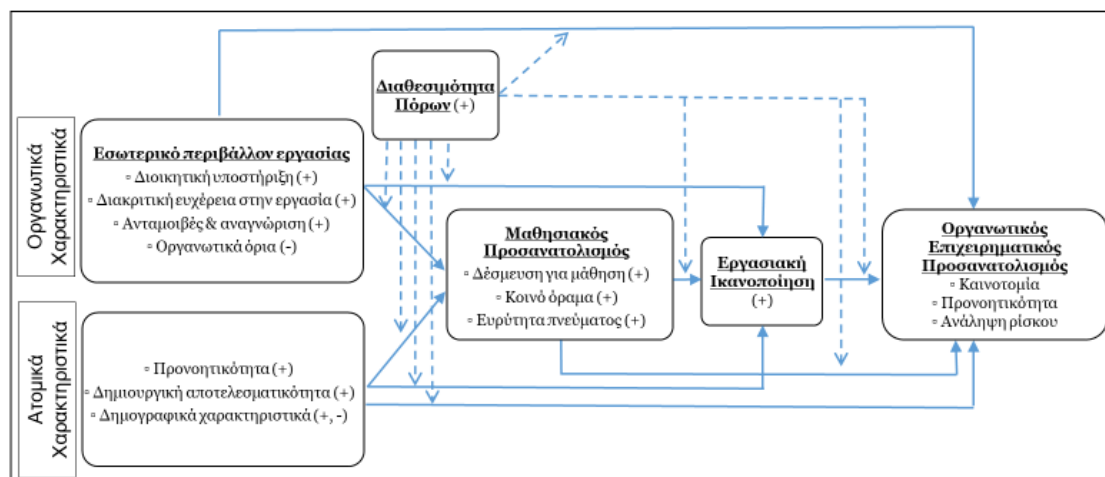 Διαθεσιμότητα
Πόρων (+)
Οργανωτικά
Χαρακτηριστικά
Εσωτερικό περιβάλλον εργασίας
▫ Διοικητική υποστήριξη (+)
▫ Διακριτική ευχέρεια στην εργασία (+)
▫ Ανταμοιβές & αναγνώριση (+)
▫ Οργανωτικά όρια (-)
Μαθησιακός
Προσανατολισμός
▫ Δέσμευση για μάθηση (+)
▫ Κοινό όραμα (+)
▫ Ευρύτητα πνεύματος (+)
Εργασιακή
Ικανοποίηση
(+)
Οργανωτικός
Επιχειρηματικός
Προσανατολισμός
▫ Καινοτομία
▫ Προνοητικότητα
▫ Ανάληψη ρίσκου
Ατομικά
Χαρακτηριστικά
▫ Προνοητικότητα (+)
▫ Δημιουργική αποτελεσματικότητα (+)
▫ Δημογραφικά χαρακτηριστικά (+, -)